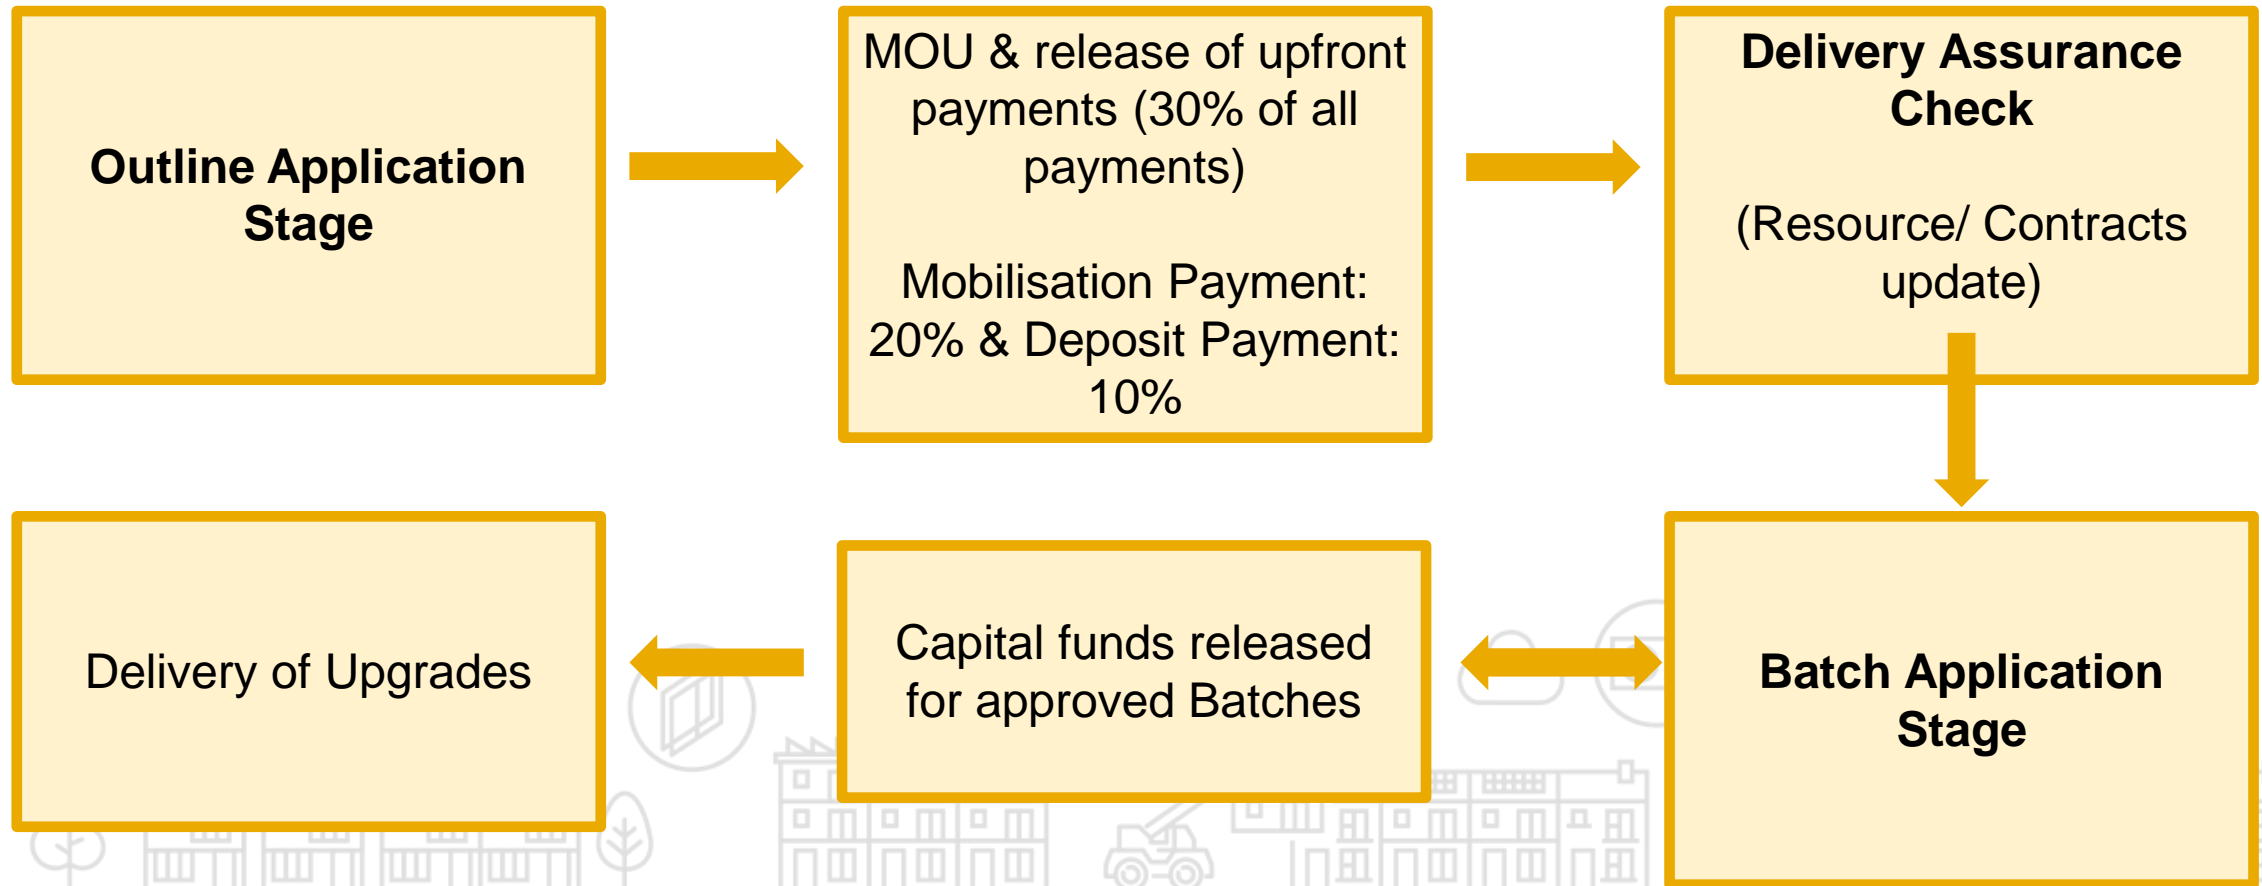 Outline Application
Stage
MOU & release of upfront
payments (30% of all
payments)
Mobilisation Payment:
20% & Deposit Payment:
10%
Delivery Assurance
Check
(Resource/ Contracts
update)
Delivery of Upgrades
Capital funds released
for approved Batches
Batch Application
Stage